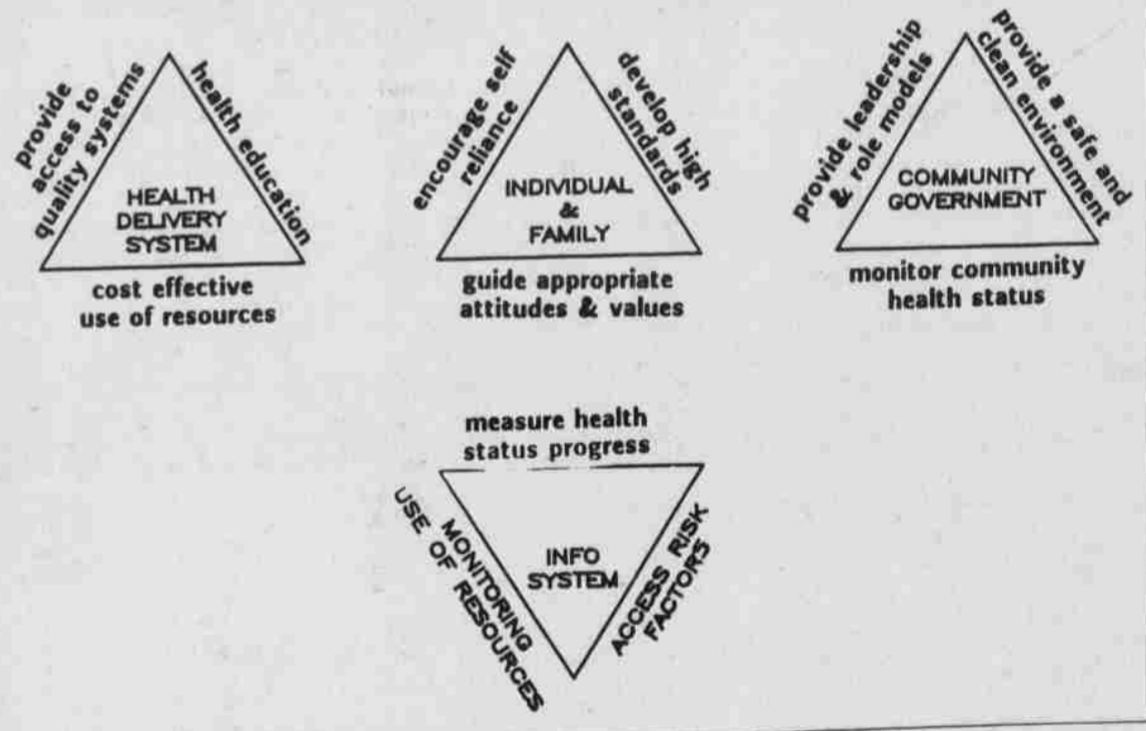 provide
access to
quality systems
health education
HEALTH
DELIVERY
SYSTEM
cost effective
use of resources
encourage self
reliance
develop high
standards
INDIVIDUAL
&
FAMILY
guide appropriate
attitudes & values
provide leadership
& role models
provide a safe and
clean environment
COMMUNITY
GOVERNMENT
monitor community
health status
measure health
status progress
MONITORING
USE OF RESOURCES
INFO
SYSTEM
ACCESS RISK
FACTORS